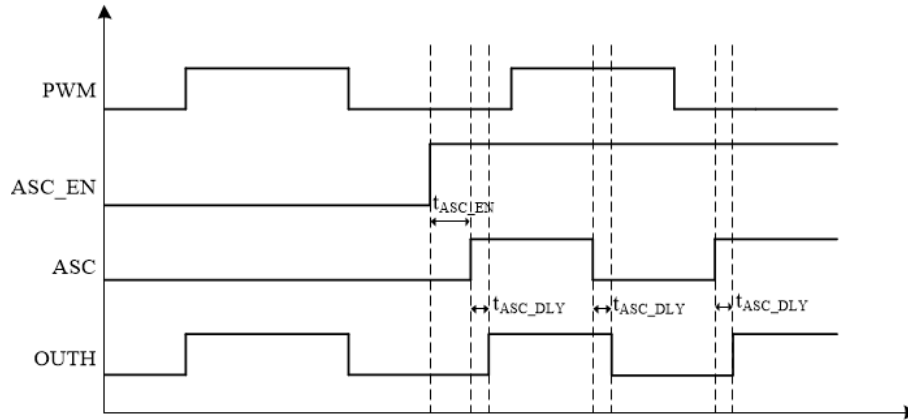 PWM
ASC_EN
tASC_EN
ASC
tASC_DLY tASC_DLY tASC_DLY
OUTH